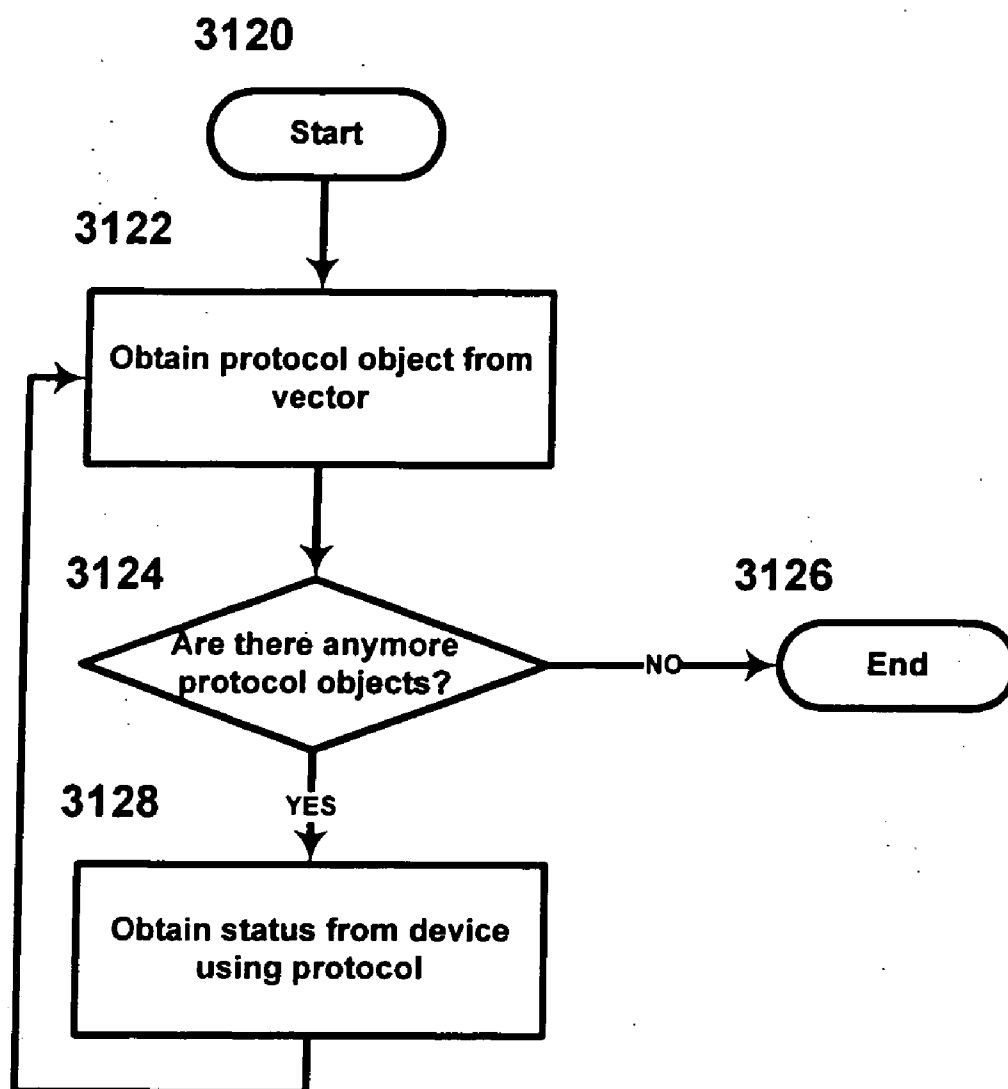 3120
Start
3122
Obtain protocol object from
vector
3124
Are there anymore
protocol objects?
NO
3126
End
YES
3128
Obtain status from device
using protocol